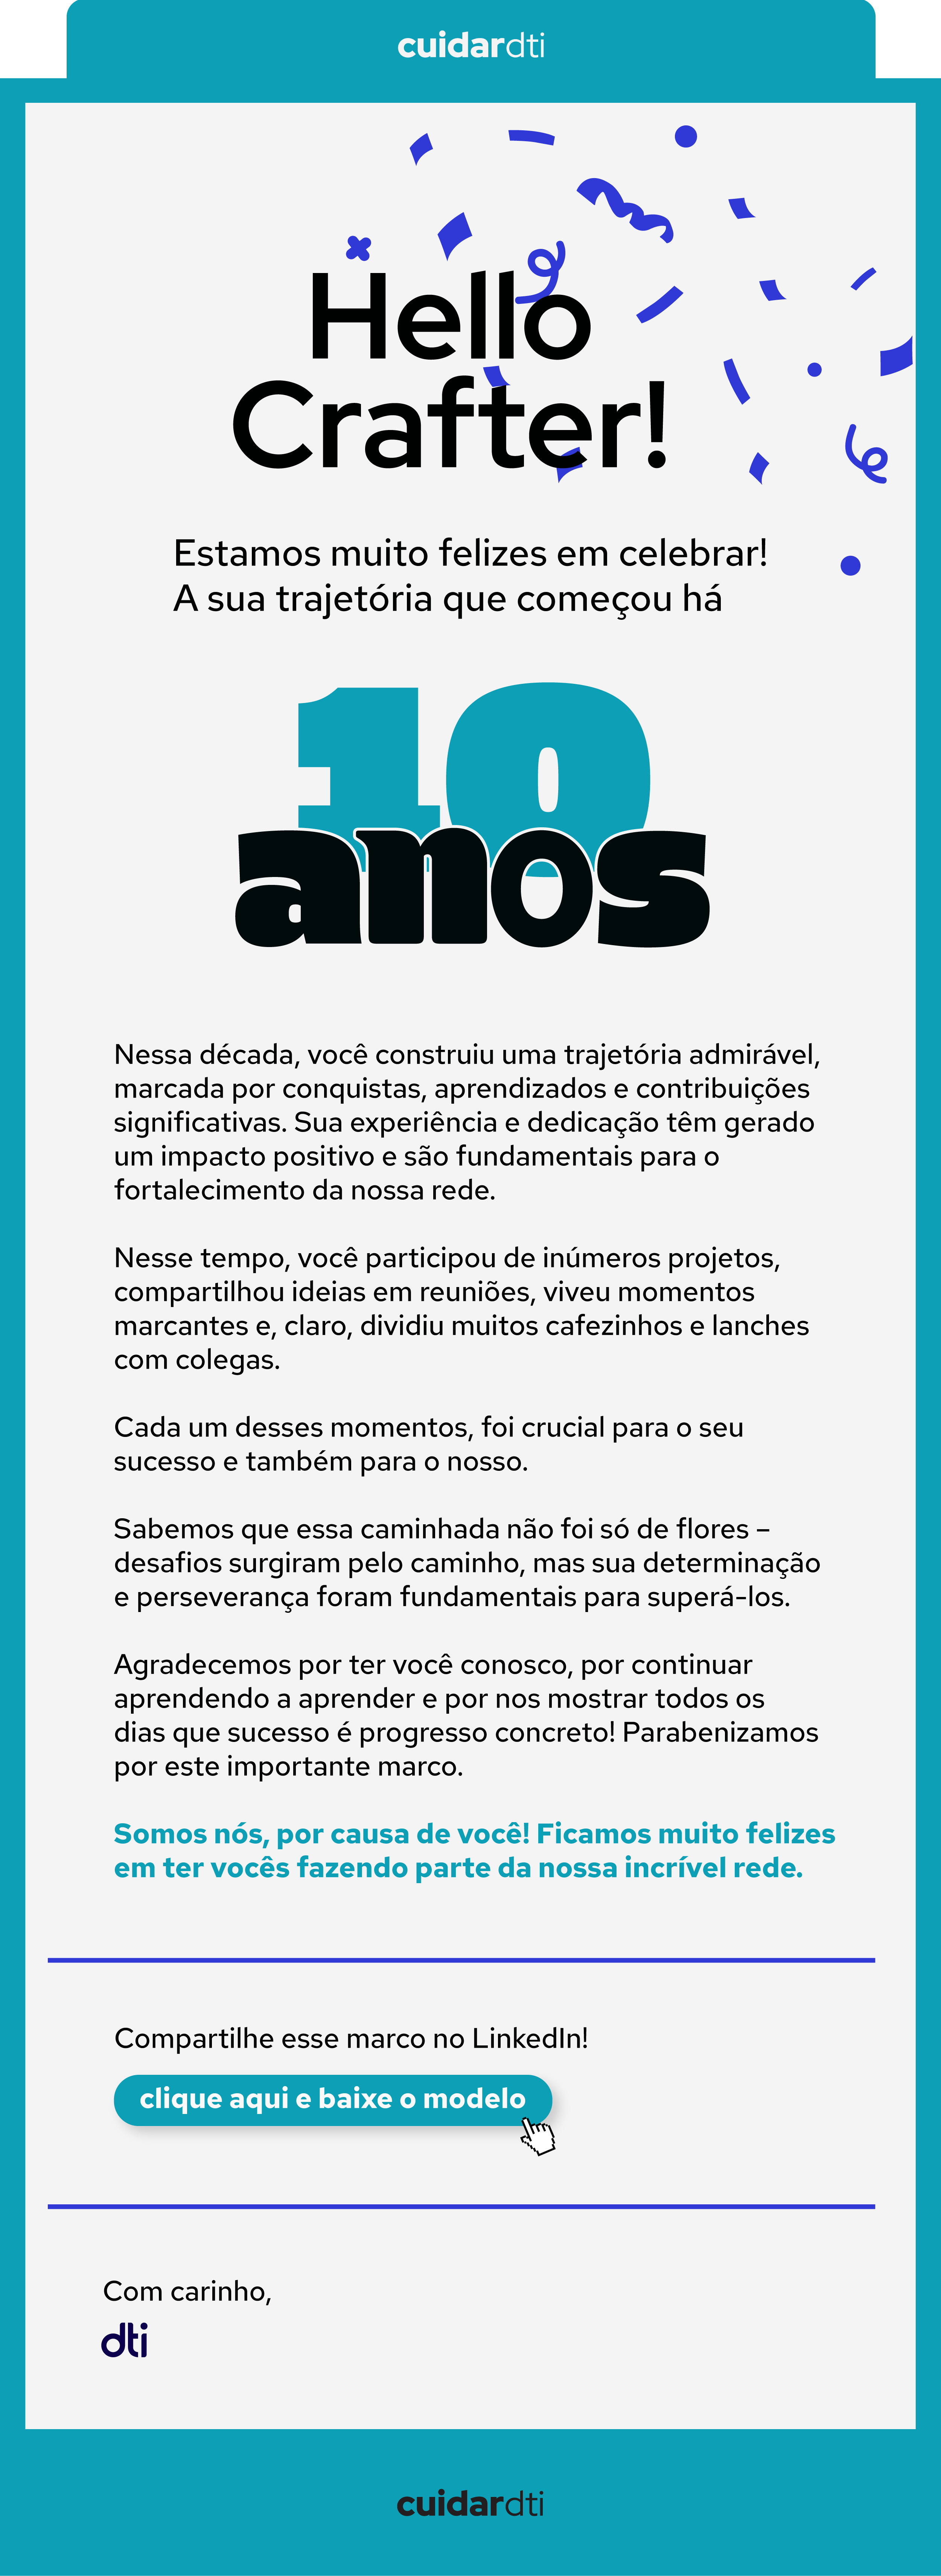 cuidardti
Hello
Crafter!
Estamos muito felizes em celebrar!
A sua trajetória que começou há
10
anos
Nessa década, você construiu uma trajetória admirável,
marcada por conquistas, aprendizados e contribuições
significativas. Sua experiência e dedicação têm gerado
um impacto positivo e são fundamentais para o
fortalecimento da nossa rede.
Nesse tempo, você participou de inúmeros projetos,
compartilhou ideias em reuniões, viveu momentos
marcantes e, claro, dividiu muitos cafezinhos e lanches
com colegas.
Cada um desses momentos, foi crucial para o seu
sucesso e também para o nosso.
Sabemos que essa caminhada não foi só de flores –
desafios surgiram pelo caminho, mas sua determinação
e perseverança foram fundamentais para superá-los.
Agradecemos por ter você conosco, por continuar
aprendendo a aprender e por nos mostrar todos os
dias que sucesso é progresso concreto! Parabenizamos
por este importante marco.
Somos nós, por causa de você! Ficamos muito felizes
em ter vocês fazendo parte da nossa incrível rede.
Compartilhe esse marco no LinkedIn!
clique aqui e baixe o modelo
Com carinho,
dti
cuidardti